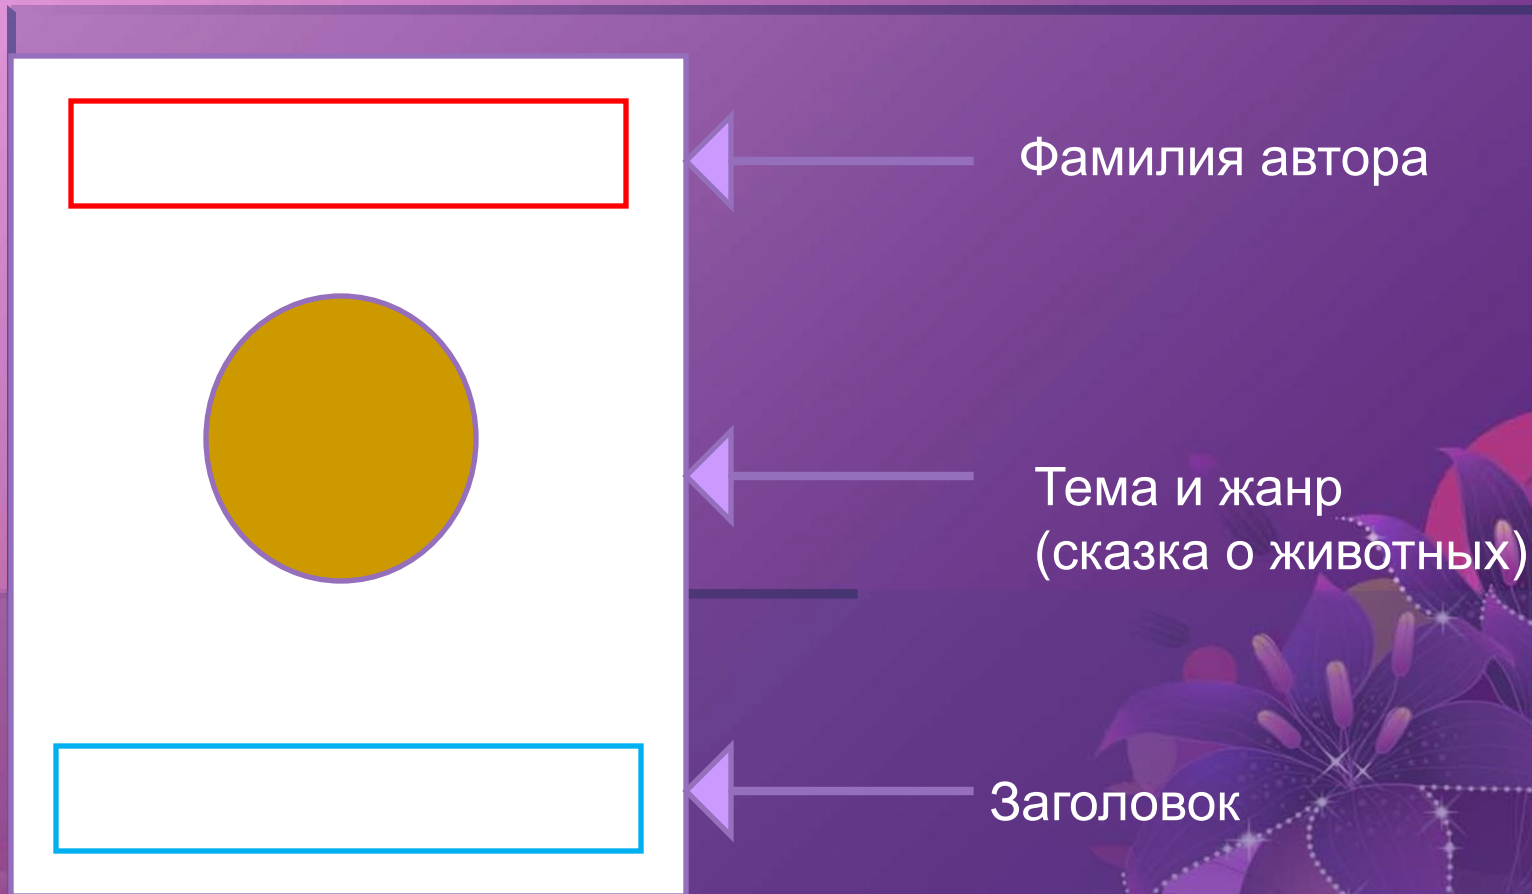 Фамилия автора
Тема и жанр
(сказка о животных)
Заголовок